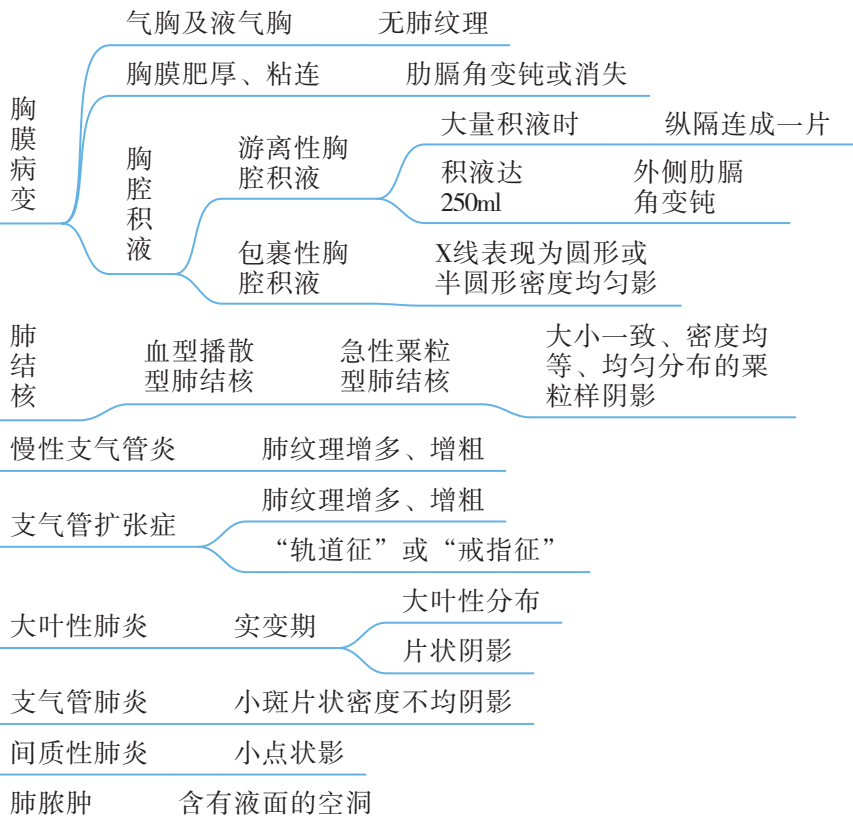 胸膜病变
气胸及液气胸 无肺纹理
胸膜肥厚、粘连 肋膈角变钝或消失
胸腔积液
游离性胸
腔积液
大量积液时 纵隔连成一片
积液达
250ml
外侧肋膈
角变钝
包裹性胸
腔积液
X线表现为圆形或
半圆形密度均匀影
肺结核
血型播散
型肺结核
急性粟粒
型肺结核
大小一致、密度均
等、均匀分布的粟
粒样阴影
慢性支气管炎 肺纹理增多、增粗
支气管扩张症
肺纹理增多、增粗
“轨道征”或“戒指征”
大叶性肺炎 实变期
大叶性分布
片状阴影
支气管肺炎 小斑片状密度不均阴影
间质性肺炎 小点状影
肺脓肿 含有液面的空洞